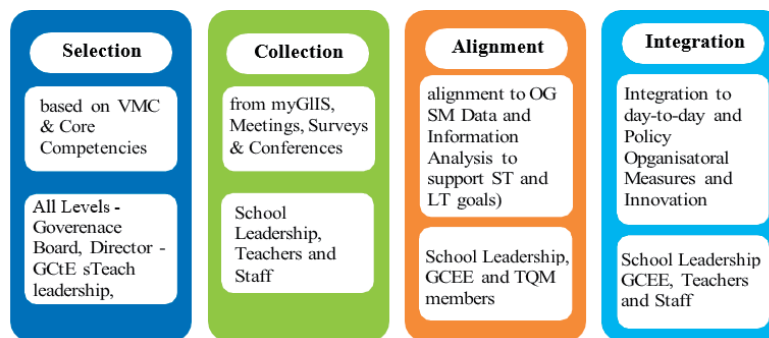 Selection
based on VMC
& Core
Competencies
All Levels -
Goverenace
Board, Director -
GCtE sTeach
leadership,
Collection
from myGIIS,
Meetings, Surveys
& Conferences
School
Leadership,
Teachers and
Staff
Alignment
alignment to OG
SM Data and
Information
Analysis to
support ST and
LT goals)
School Leadership,
GCEE and TQM
members
Integration
Integration to
day-to-day and
Policy
Opganisatoral
Measures and
Innovation
School Leadership
GCEE, Teachers
and Staff